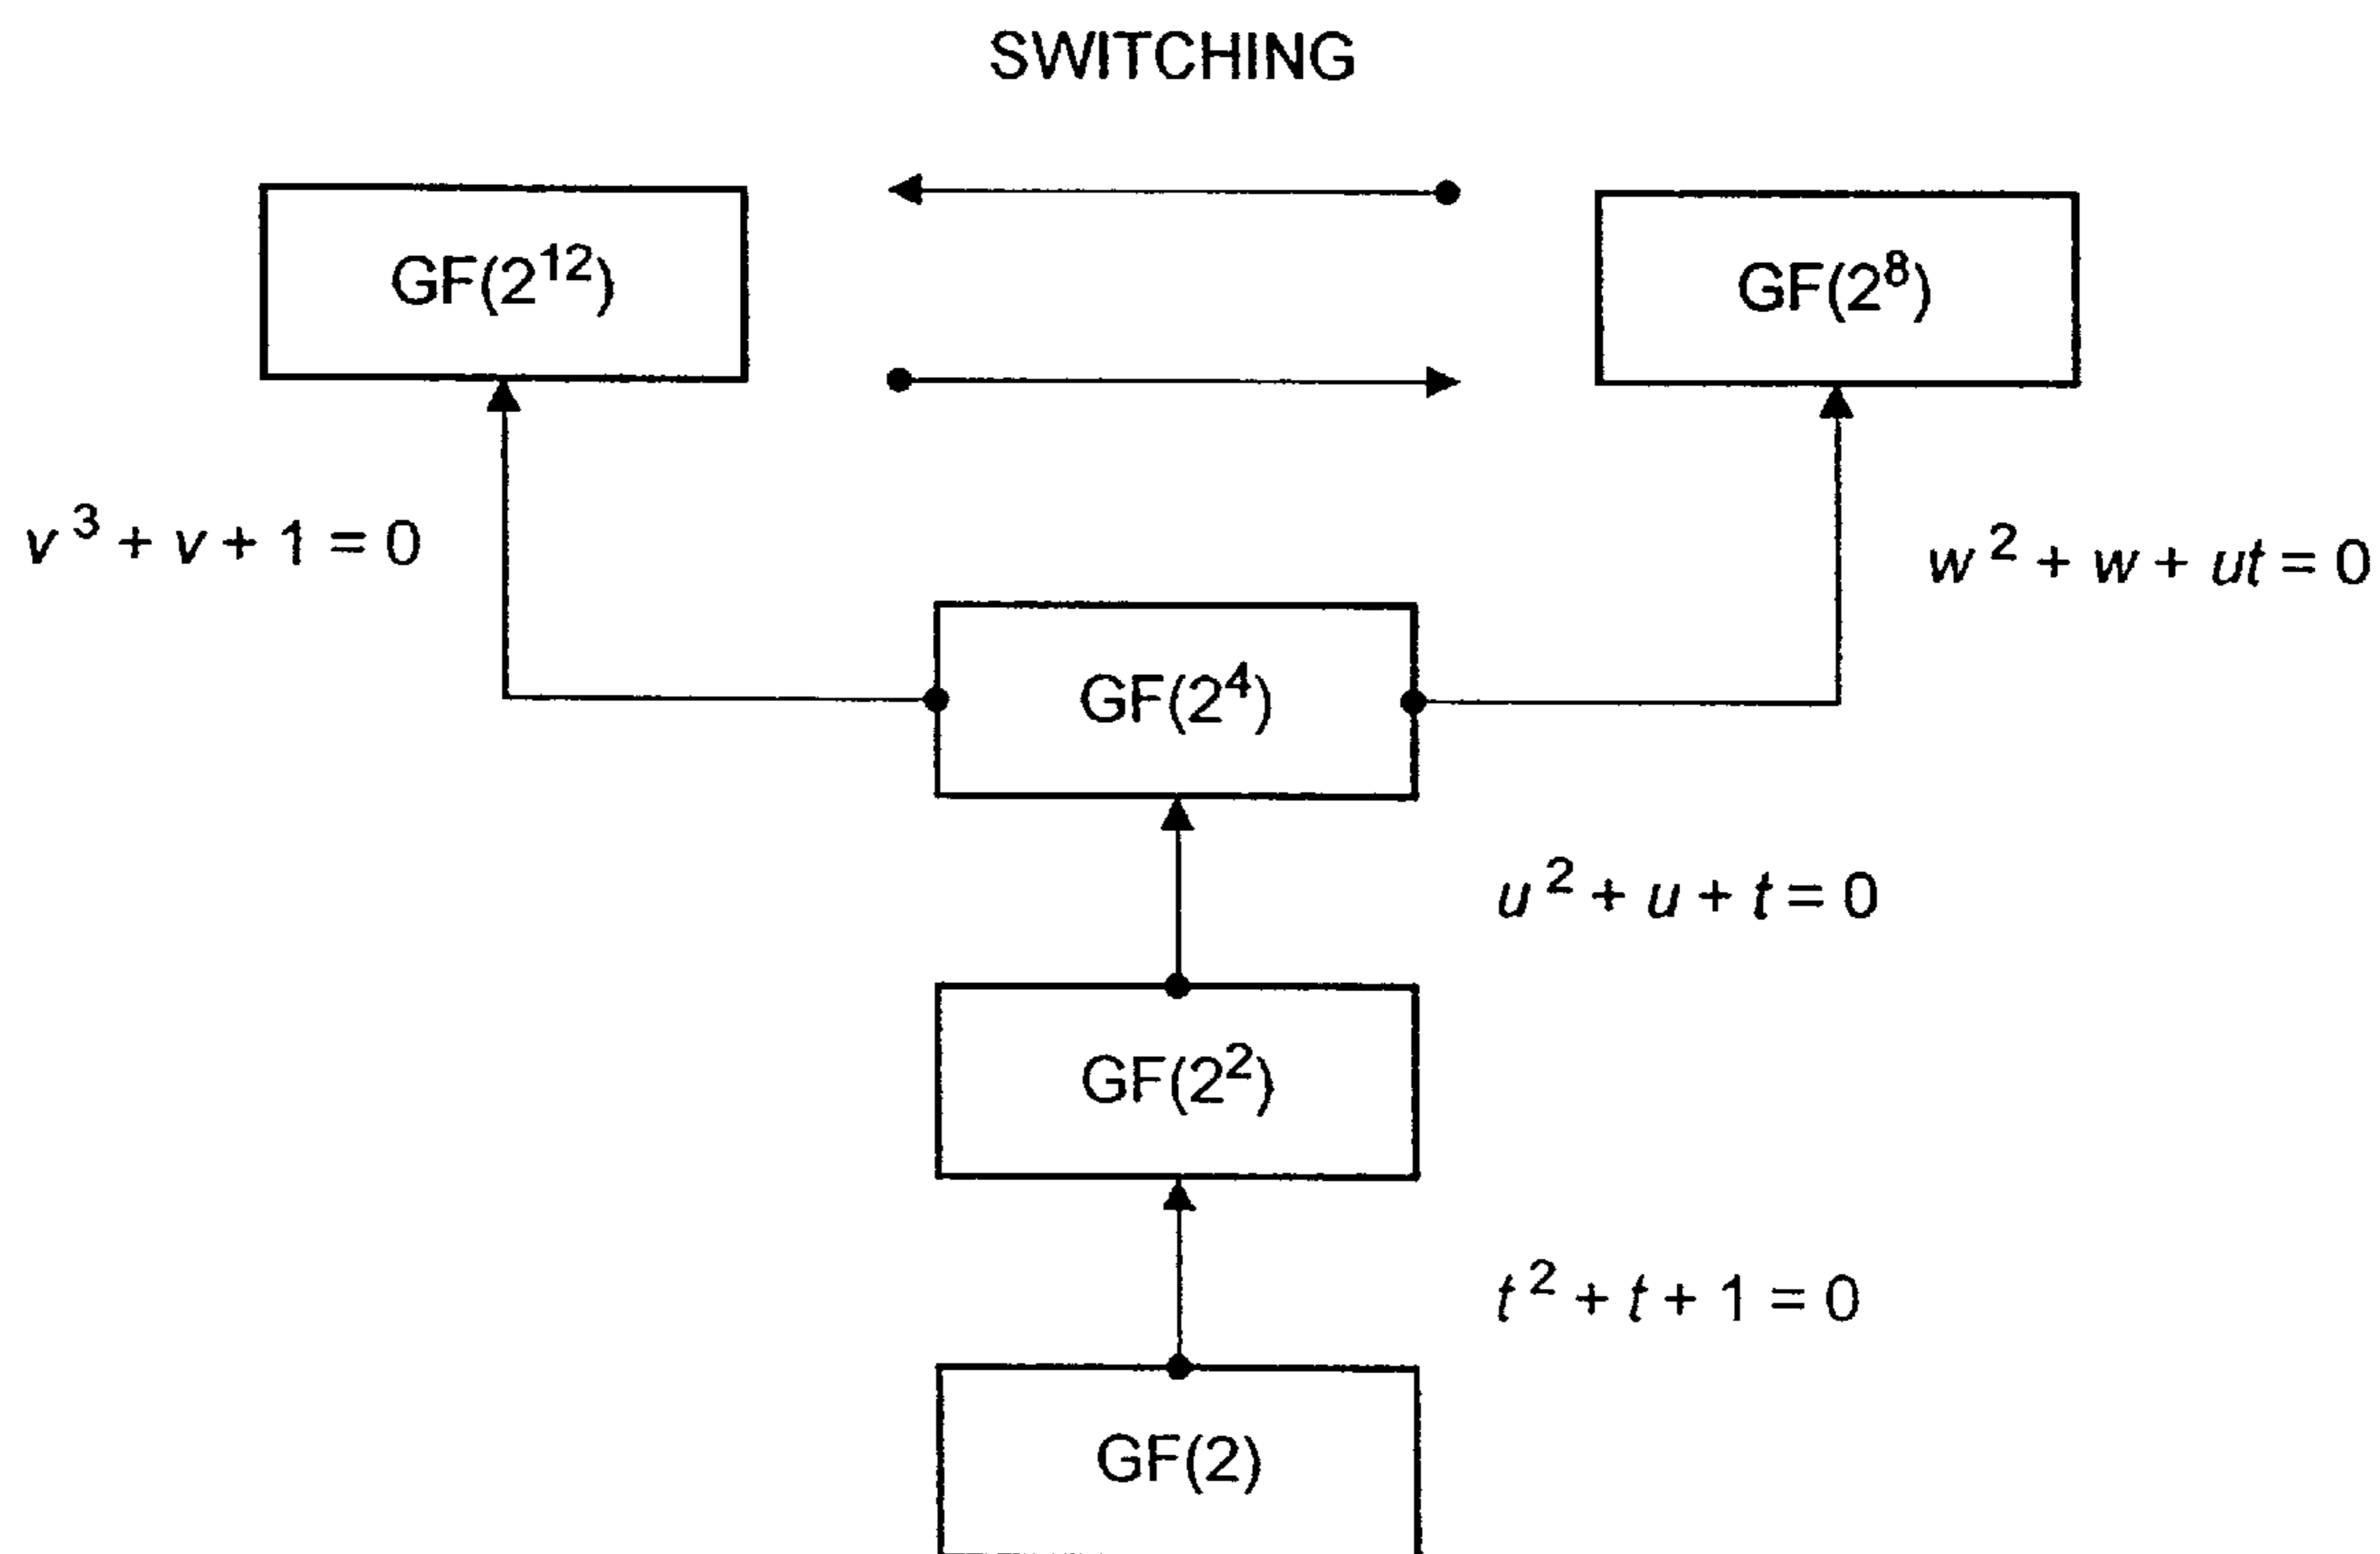 SWITCHING
GF(2¹²)
GF(2⁸)
v³ + v + 1 = 0
w² + w + ut = 0
GF(2⁴)
u² + u + t = 0
GF(2²)
t² + t + 1 = 0
GF(2)